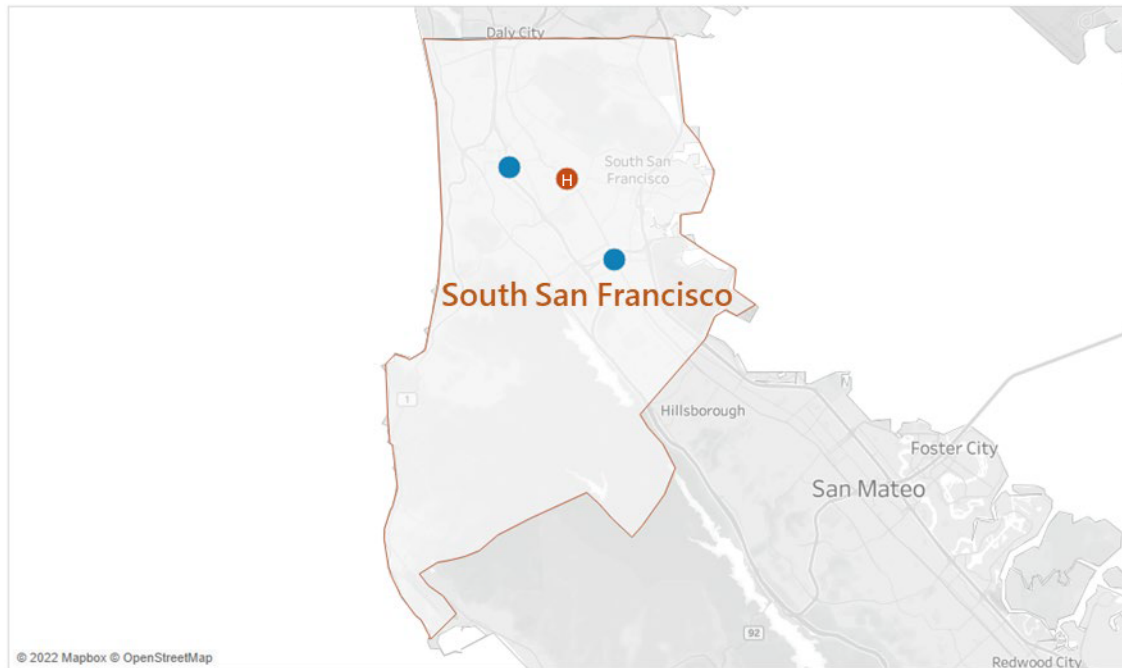 Daly City
South San
Francisco
H
South San Francisco
1
Hillsborough
M
Foster City
San Mateo
92
Redwood City
© 2022 Mapbox © OpenStreetMap